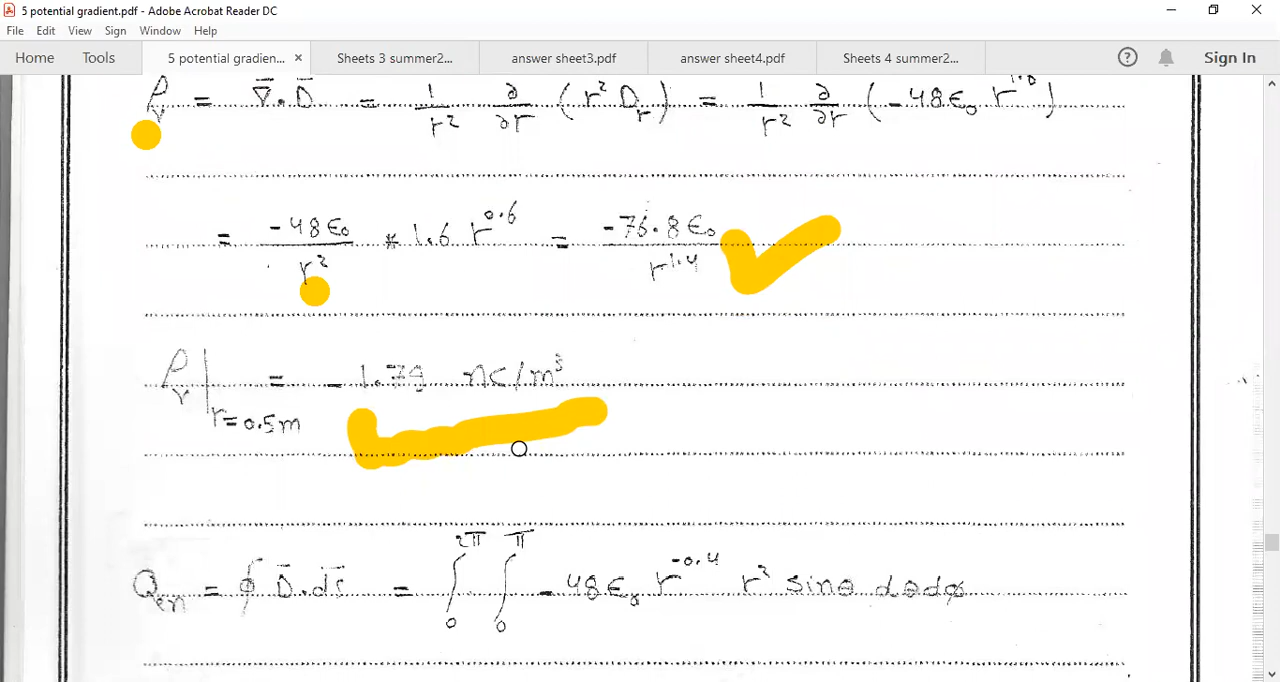 5 potential gradient.pdf - Adobe Acrobat Reader DC
File Edit View Sign Window Help
Home Tools 5 potential gradien... × Sheets 3 summr2... answer sheet3.pdf answer sheet4.pdf Sheets 4 summer2... Sign In
ρᵥ = ∇̄ . D̄ = 1/r² ∂/∂r (r² Dᵣ) = 1/r² ∂/∂r (-48ϵ₀ r^1.6)
= -48ϵ₀/r² * 1.6 r^0.6 = -76.8ϵ₀/r^1.4
ρᵥ|r=0.5m = -1.79 nc/m³
Qen = ∮ D̄.ds̄ = ∫₀^2π ∫₀^π -48ϵ₀ r^-0.4 r² sinθ dθdφ